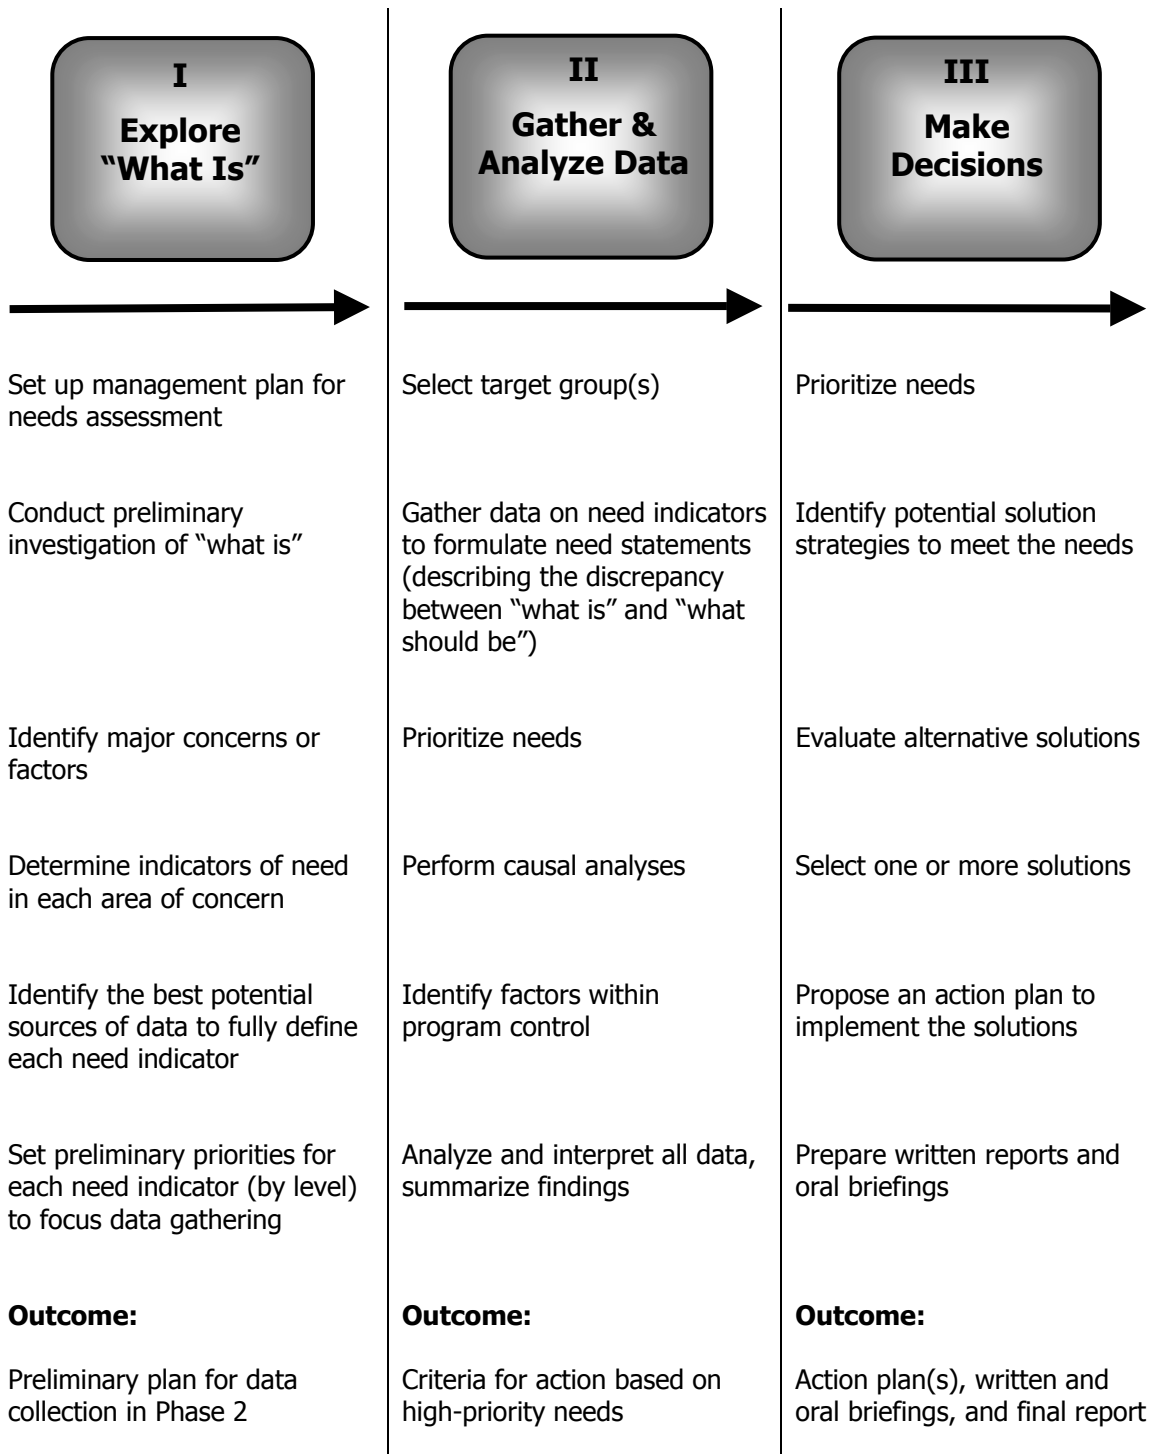 I
Explore
“What Is”
Set up management plan for
needs assessment
Conduct preliminary
investigation of “what is”
Identify major concerns or
factors
Determine indicators of need
in each area of concern
Identify the best potential
sources of data to fully define
each need indicator
Set preliminary priorities for
each need indicator (by level)
to focus data gathering
Outcome:
Preliminary plan for data
collection in Phase 2
II
Gather &
Analyze Data
Select target group(s)
Gather data on need indicators
to formulate need statements
(describing the discrepancy
between “what is” and “what
should be”)
Prioritize needs
Perform causal analyses
Identify factors within
program control
Analyze and interpret all data,
summarize findings
Outcome:
Criteria for action based on
high-priority needs
III
Make
Decisions
Prioritize needs
Identify potential solution
strategies to meet the needs
Evaluate alternative solutions
Select one or more solutions
Propose an action plan to
implement the solutions
Prepare written reports and
oral briefings
Outcome:
Action plan(s), written and
oral briefings, and final report